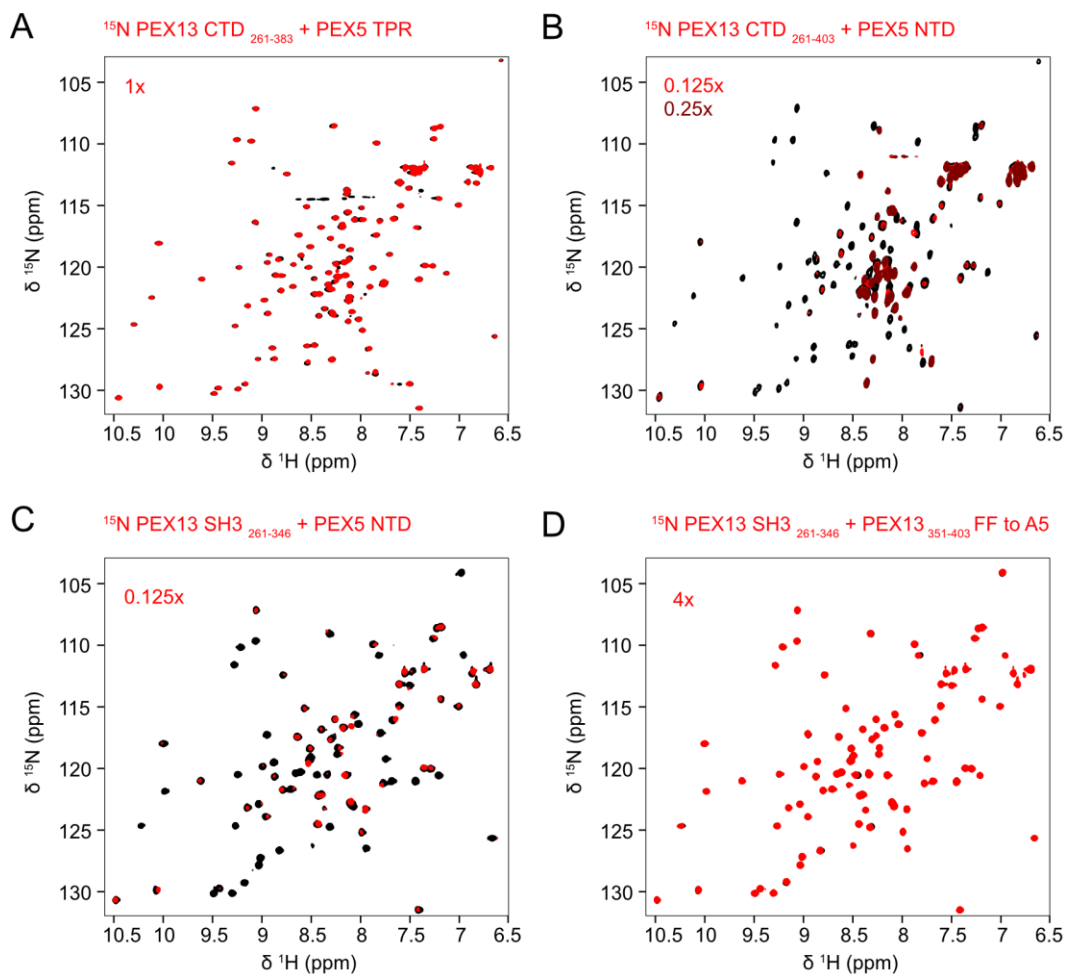 A
¹⁵N PEX13 CTD ₂₆₁₋₃₈₃ + PEX5 TPR
1x
105
110
115
120
125
130
δ ¹⁵N (ppm)
10.5 10 9.5 9 8.5 8 7.5 7 6.5
δ ¹H (ppm)
B
¹⁵N PEX13 CTD ₂₆₁₋₄₀₃ + PEX5 NTD
0.125x
0.25x
105
110
115
120
125
130
δ ¹⁵N (ppm)
10.5 10 9.5 9 8.5 8 7.5 7 6.5
δ ¹H (ppm)
C
¹⁵N PEX13 SH3 ₂₆₁₋₃₄₆ + PEX5 NTD
0.125x
105
110
115
120
125
130
δ ¹⁵N (ppm)
10.5 10 9.5 9 8.5 8 7.5 7 6.5
δ ¹H (ppm)
D
¹⁵N PEX13 SH3 ₂₆₁₋₃₄₆ + PEX13 ₃₅₁₋₄₀₃ FF to A5
4x
105
110
115
120
125
130
δ ¹⁵N (ppm)
10.5 10 9.5 9 8.5 8 7.5 7 6.5
δ ¹H (ppm)